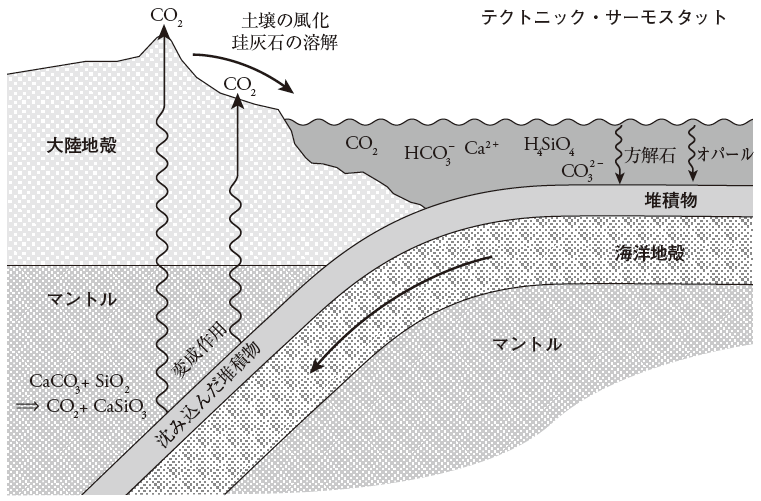 テクトニック・サーモスタット
CO₂
土壌の風化
珪灰石の溶解
CO₂
大陸地殻
CO₂
HCO₃⁻
Ca²⁺
H₄SiO₄
CO₃²⁻
方解石
オパール
堆積物
海洋地殻
マントル
マントル
変成作用
沈み込んだ堆積物
CaCO₃+ SiO₂
⟹ CO₂+ CaSiO₃